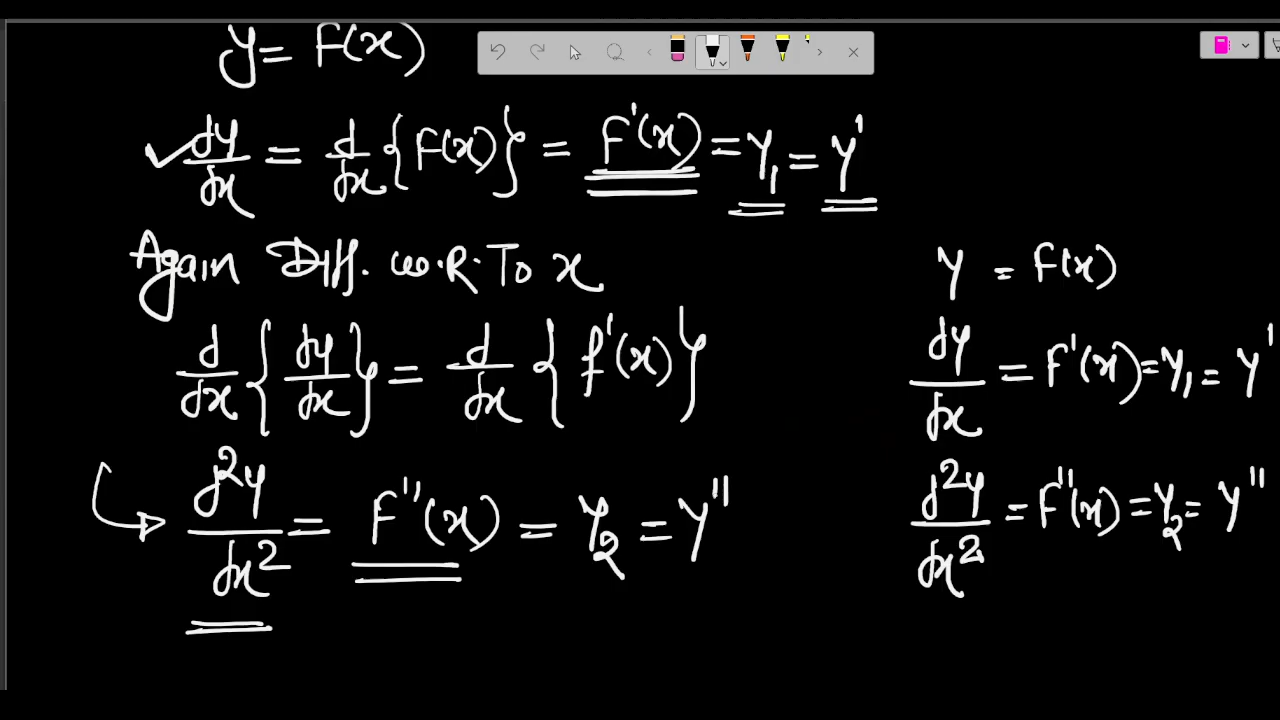 y = F(x)
dy/dx = d/dx {F(x)} = F'(x) = y₁ = y'
Again Diff. w.R.To x
d/dx {dy/dx} = d/dx {f'(x)}
d²y/dx² = F''(x) = y₂ = y''
y = F(x)
dy/dx = F'(x) = y₁ = y'
d²y/dx² = F''(x) = y₂ = y''